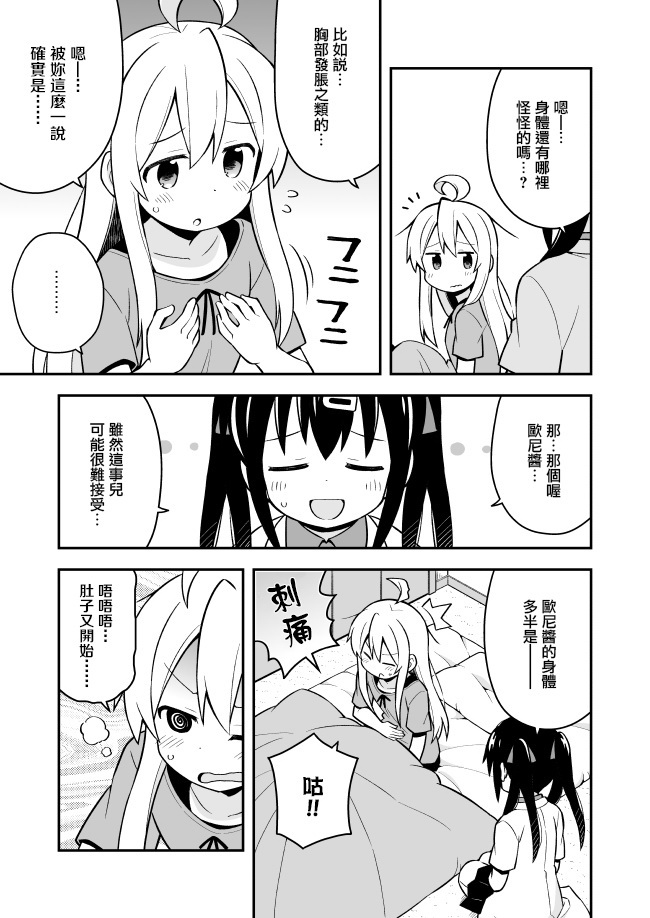 嗯——…
身體還有哪裡
怪怪的嗎…?
比如說…
胸部發脹之類的…
嗯——…
被妳這麼一說
確實是……
………
フニ
フニ
那…那個喔
歐尼醬…
雖然這事兒
可能很難接受…
歐尼醬的身體
多半是——
刺痛
咕!!
唔唔唔…
肚子又開始……